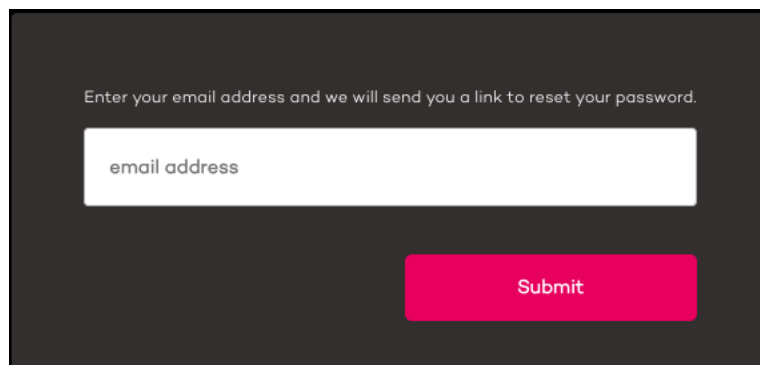 Enter your email address and we will send you a link to reset your password.
email address
Submit